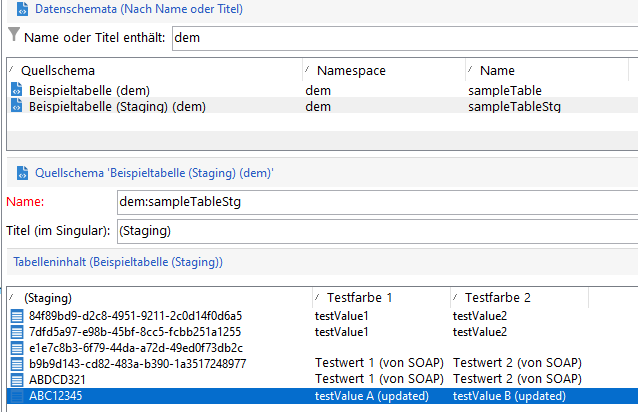 Datenschemata (Nach Name oder Titel)
Name oder Titel enthält: dem
Quellschema Namespace Name
Beispieltabelle (dem) dem sampleTable
Beispieltabelle (Staging) (dem) dem sampleTableStg
Quellschema 'Beispieltabelle (Staging) (dem)'
Name: dem:sampleTableStg
Titel (im Singular): (Staging)
Tabelleninhalt (Beispieltabelle (Staging))
(Staging) Testfarbe 1 Testfarbe 2
84f89bd9-d2c8-4951-9211-2c0d14f0d6a5 testValue1 testValue2
7dfd5a97-e98b-45bf-8cc5-fcbb251a1255 testValue1 testValue2
e1e7c8b3-6f79-44da-a72d-49ed0f73db2c
b9b9d143-cd82-483a-b390-1a3517248977 Testwert 1 (von SOAP) Testwert 2 (von SOAP)
ABDCD321 Testwert 1 (von SOAP) Testwert 2 (von SOAP)
ABC12345 testValue A (updated) testValue B (updated)